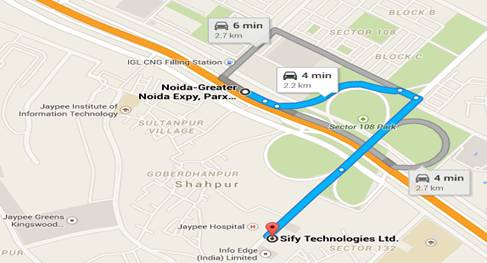 BLOCK B
6 min
2.7 km
SECTOR 108
IGL CNG Filling Station
BLOCK C
4 min
2.2 km
Noida-Greater
Noida Expy, Parx...
Jaypee Institute of
Information Technology
SULTANPUR
VILLAGE
Sector 108 Park
GOBERDHANPUR
Shahpur
4 min
2.7 km
Jaypee Greens
Kingswood...
Jaypee Hospital
H
Sify Technologies Ltd.
Info Edge
(India) Limited
SECTOR 132
PUR